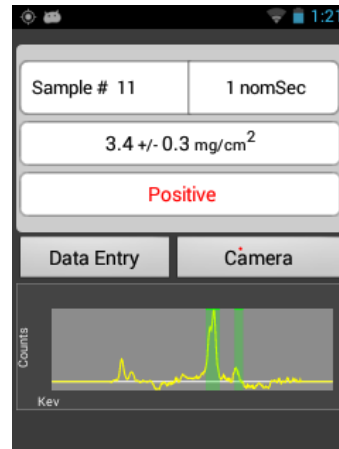 1:21
Sample # 11
1 nomSec
3.4 +/- 0.3 mg/cm2
Positive
Data Entry
Camera
Counts
Kev